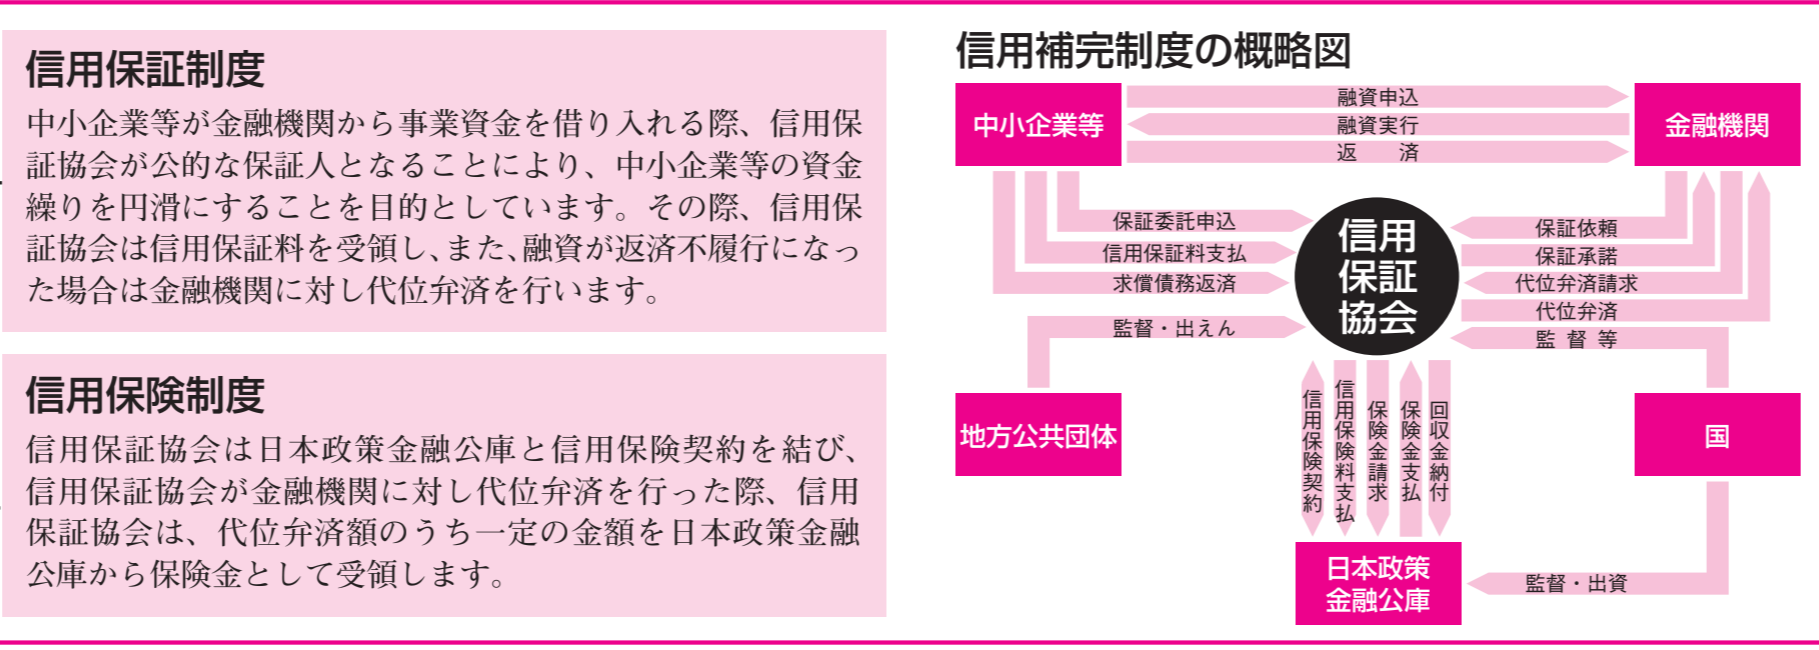 信用保証制度
中小企業等が金融機関から事業資金を借り入れる際、信用保
証協会が公的な保証人となることにより、中小企業等の資金
繰りを円滑にすることを目的としています。その際、信用保
証協会は信用保証料を受領し、また、融資が返済不履行になっ
た場合は金融機関に対し代位弁済を行います。
信用保険制度
信用保証協会は日本政策金融公庫と信用保険契約を結び、
信用保証協会が金融機関に対し代位弁済を行った際、信用
保証協会は、代位弁済額のうち一定の金額を日本政策金融
公庫から保険金として受領します。
信用補完制度の概略図
中小企業等
融資申込
融資実行
返　済
金融機関
保証委託申込
信用保証料支払
求償債務返済
監督・出えん
信用
保証
協会
保証依頼
保証承諾
代位弁済請求
代位弁済
監督等
地方公共団体
信用保険契約
信用保険料支払
保険金請求
保険金支払
回収金納付
国
日本政策
金融公庫
監督・出資